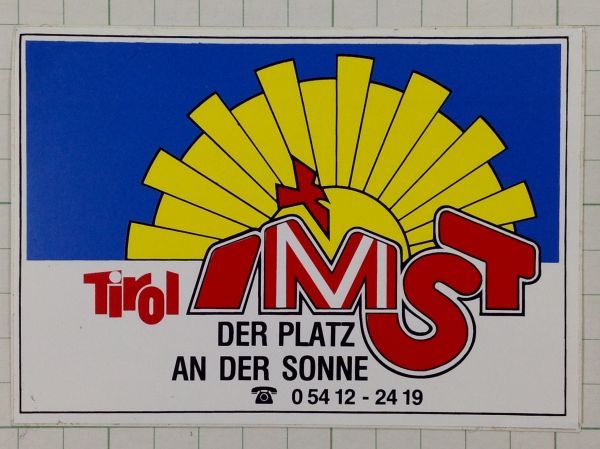 Tirol IMST
DER PLATZ
AN DER SONNE
☎ 0 54 12 - 24 19